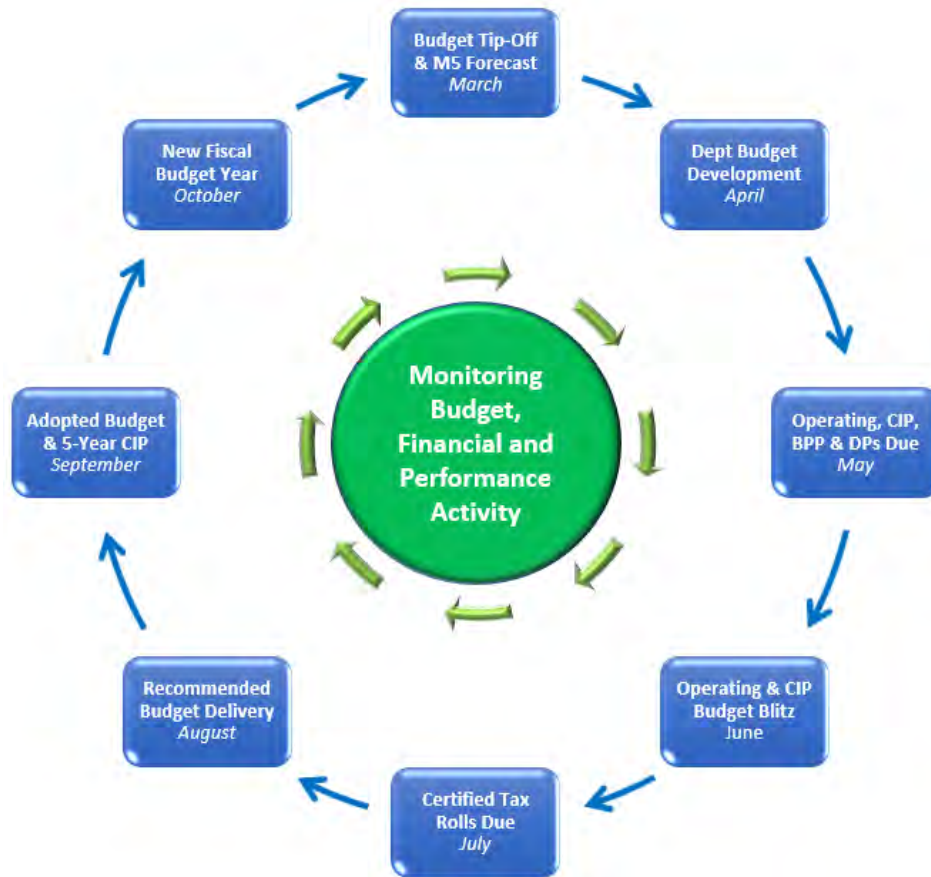 Budget Tip-Off
& M5 Forecast
March
Dept Budget
Development
April
Operating, CIP,
BPP & DPs Due
May
Operating & CIP
Budget Blitz
June
Certified Tax
Rolls Due
July
Recommended
Budget Delivery
August
Adopted Budget
& 5-Year CIP
September
New Fiscal
Budget Year
October
Monitoring
Budget,
Financial and
Performance
Activity